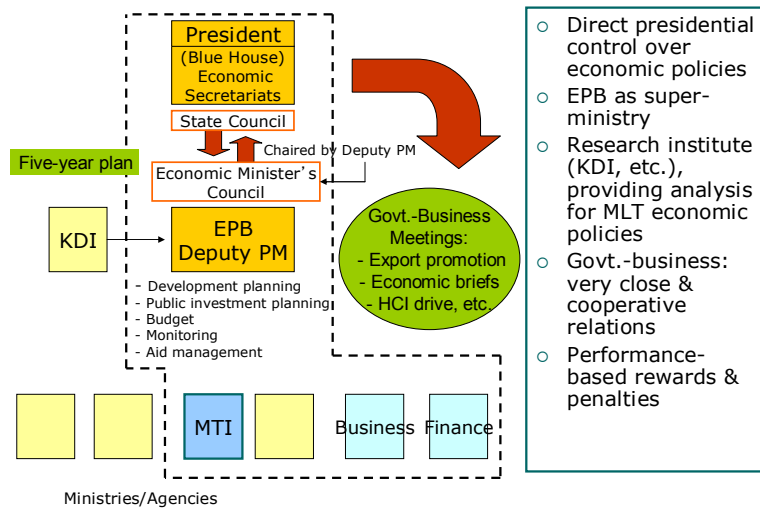 President
(Blue House)
Economic
Secretariats
State Council
Chaired by Deputy PM
Five-year plan
Economic Minister’s
Council
KDI
EPB
Deputy PM
- Development planning
- Public investment planning
- Budget
- Monitoring
- Aid management
Govt.-Business
Meetings:
- Export promotion
- Economic briefs
- HCI drive, etc.
MTI
Business
Finance
Ministries/Agencies
Direct presidential
control over
economic policies
EPB as super-
ministry
Research institute
(KDI, etc.),
providing analysis
for MLT economic
policies
Govt.-business:
very close &
cooperative
relations
Performance-
based rewards &
penalties